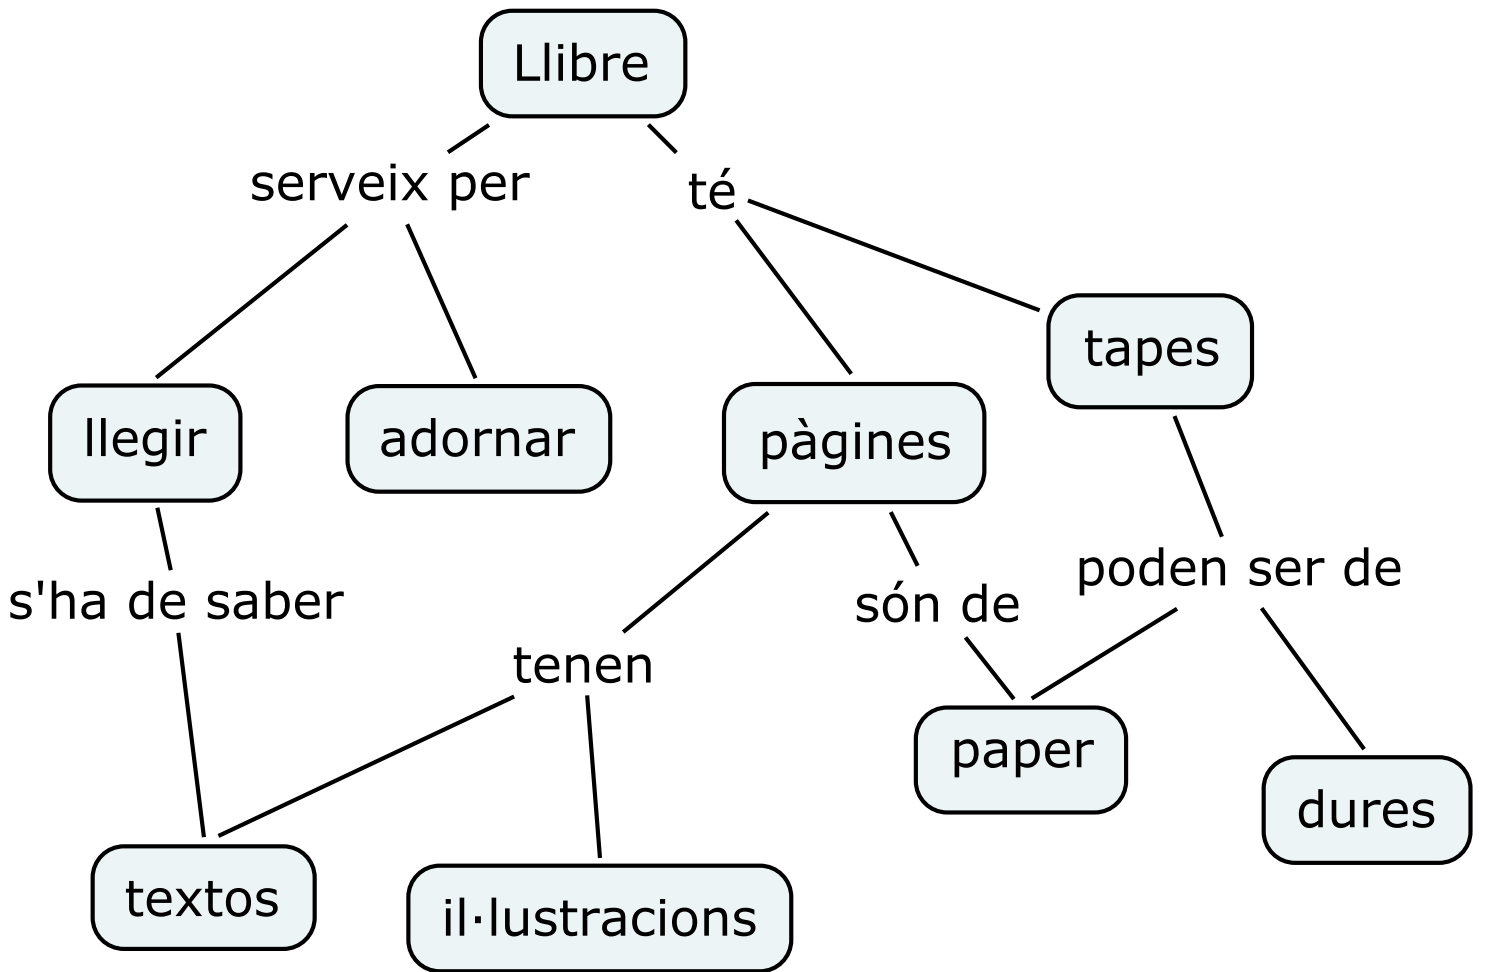 Llibre
serveix per
té
tapes
llegir
adornar
pàgines
poden ser de
s'ha de saber
són de
tenen
paper
dures
textos
il·lustracions